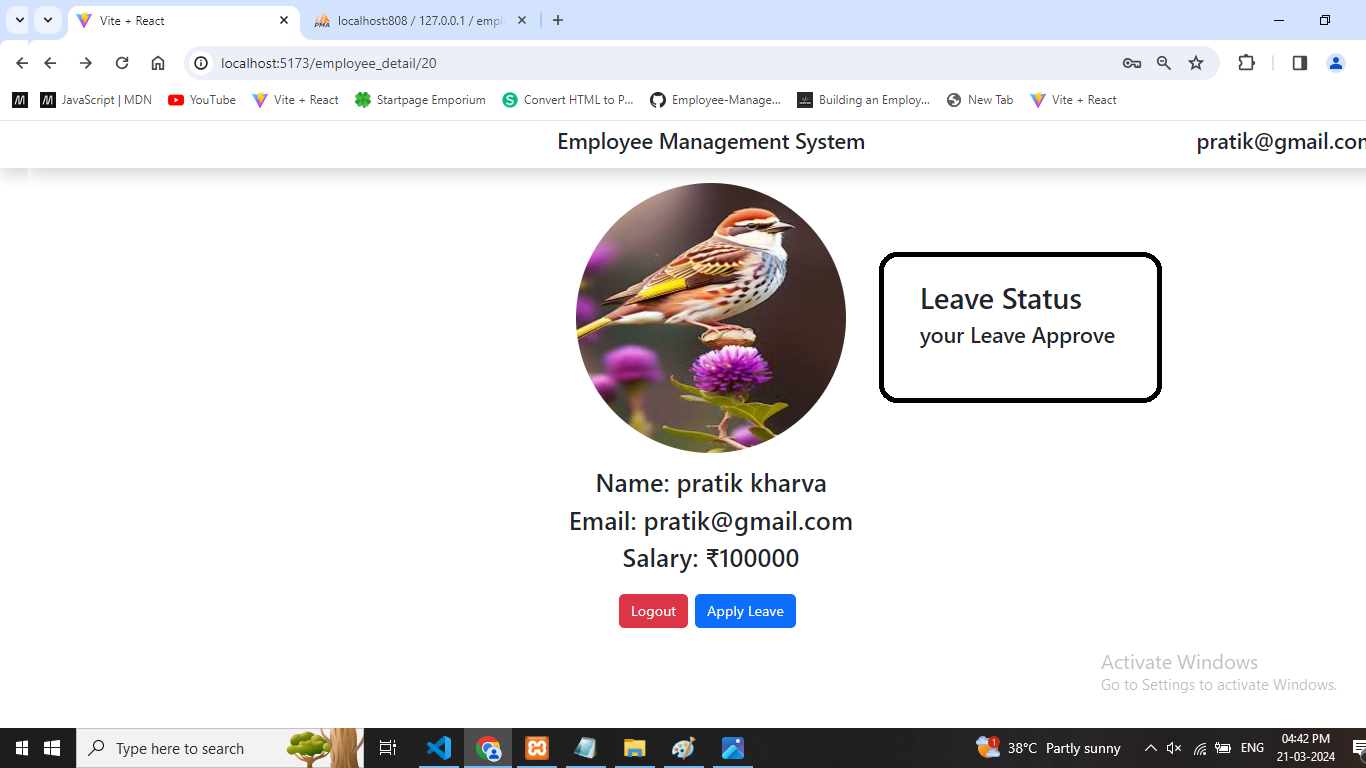 Vite + React
localhost:808 / 127.0.0.1 / empl
localhost:5173/employee_detail/20
JavaScript | MDN
YouTube
Vite + React
Startpage Emporium
Convert HTML to P...
Employee-Manage...
Building an Employ...
New Tab
Vite + React
Employee Management System
pratik@gmail.com
Leave Status
your Leave Approve
Name: pratik kharva
Email: pratik@gmail.com
Salary: ₹100000
Logout
Apply Leave
Activate Windows
Go to Settings to activate Windows.
Type here to search
1
38°C Partly sunny
ENG
04:42 PM
21-03-2024